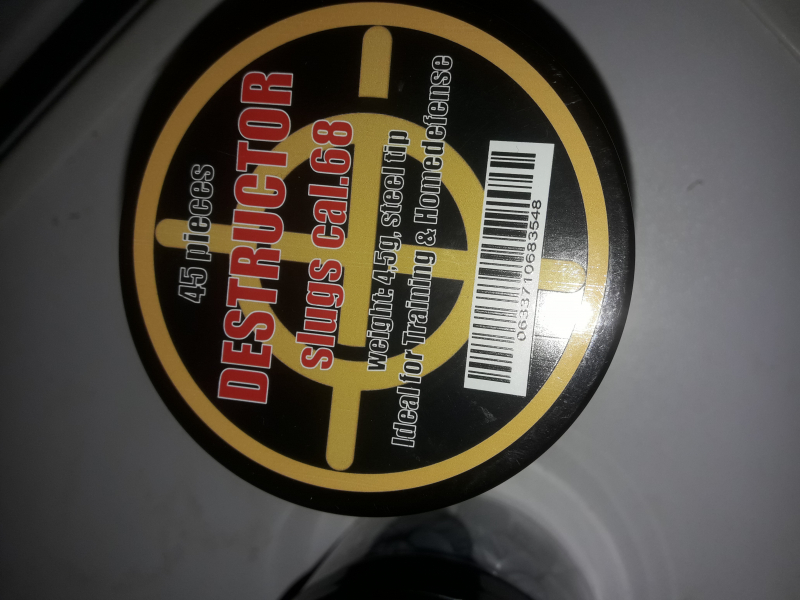 45 pieces
DESTRUCTOR
slugs cal.68
weight: 4,5g, steel tip
Ideal for Training & Homedefense
0633710683548